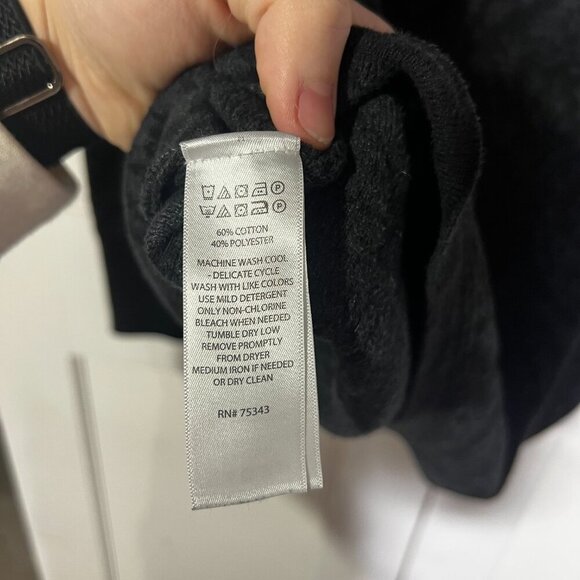 P
P
60% COTTON
40% POLYESTER
MACHINE WASH COOL
- DELICATE CYCLE
WASH WITH LIKE COLORS
USE MILD DETERGENT
ONLY NON-CHLORINE
BLEACH WHEN NEEDED
TUMBLE DRY LOW
REMOVE PROMPTLY
FROM DRYER
MEDIUM IRON IF NEEDED
OR DRY CLEAN
RN# 75343